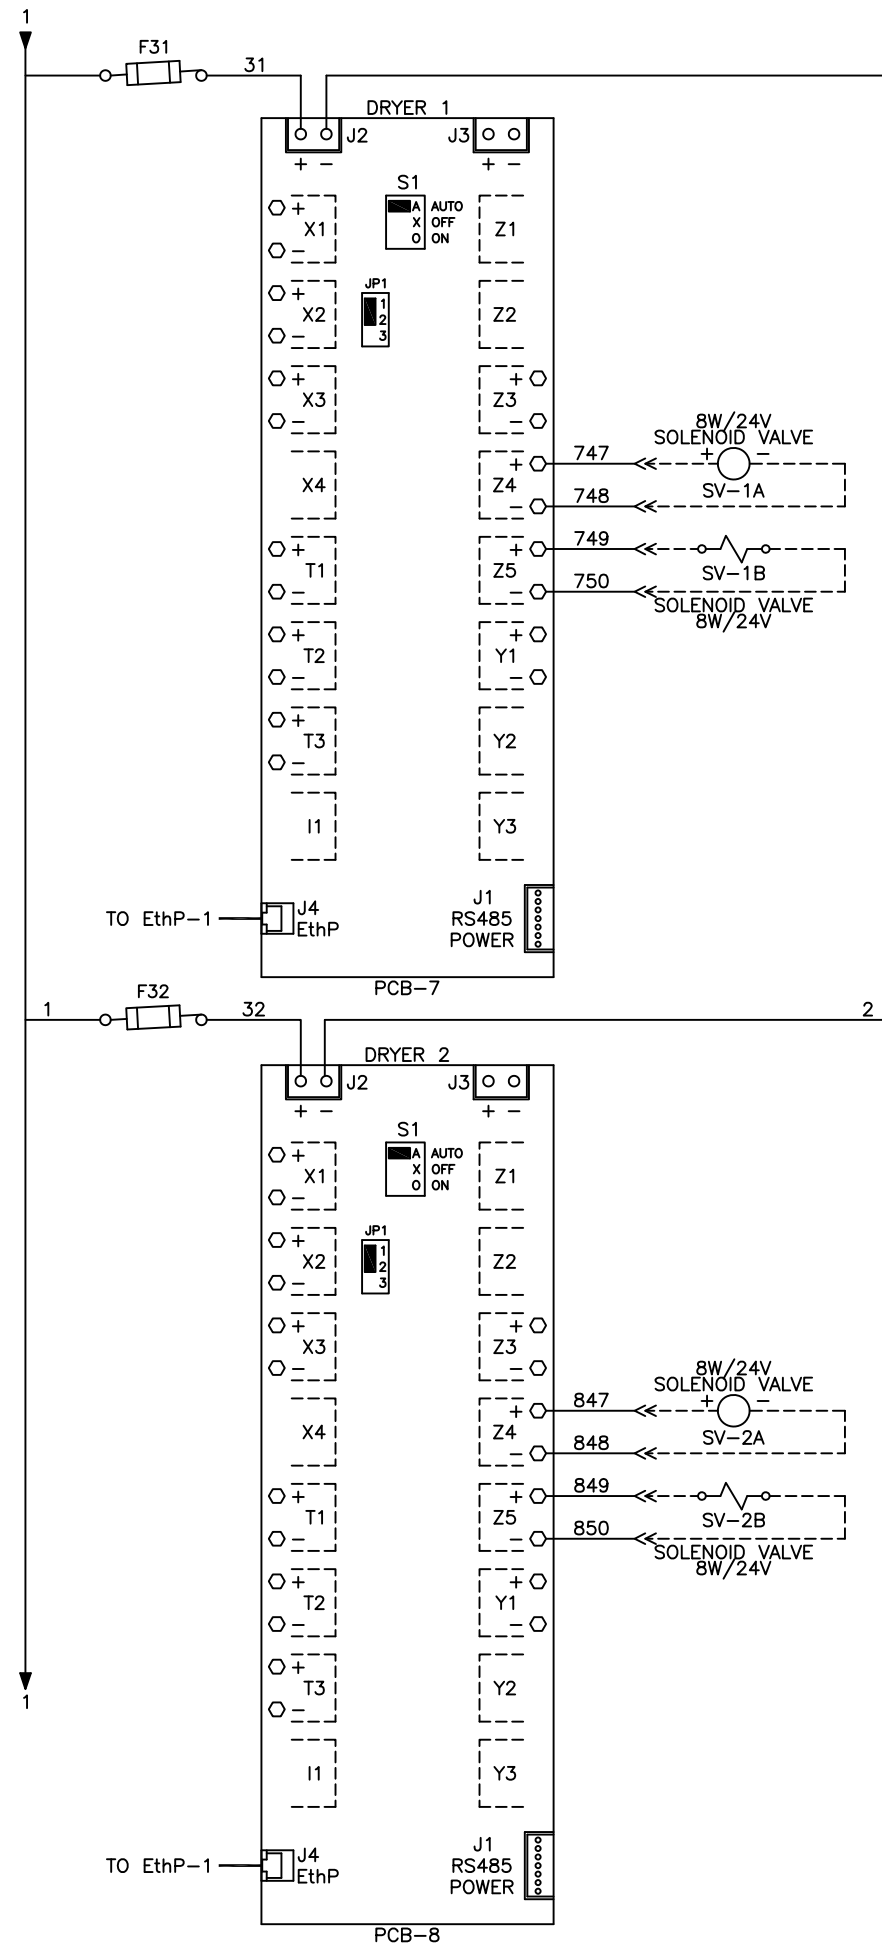 1
F31
31
DRYER 1
J2
J3
+ −
+ −
S1
A AUTO
X OFF
O ON
+
X1
−
Z1
JP1
1
2
3
+
X2
−
Z2
+
X3
−
+
Z3
−
X4
+
Z4
−
747
748
8W/24V
SOLENOID VALVE
+ −
SV−1A
+
T1
−
+
Z5
−
749
750
SV−1B
SOLENOID VALVE
8W/24V
+
T2
−
+
Y1
−
+
T3
−
Y2
I1
Y3
TO EthP−1
J4
EthP
J1
RS485
POWER
PCB−7
1
F32
32
2
DRYER 2
J2
J3
+ −
+ −
S1
A AUTO
X OFF
O ON
+
X1
−
Z1
JP1
1
2
3
+
X2
−
Z2
+
X3
−
+
Z3
−
X4
+
Z4
−
847
848
8W/24V
SOLENOID VALVE
+ −
SV−2A
+
T1
−
+
Z5
−
849
850
SV−2B
SOLENOID VALVE
8W/24V
+
T2
−
+
Y1
−
+
T3
−
Y2
1
I1
Y3
TO EthP−1
J4
EthP
J1
RS485
POWER
PCB−8